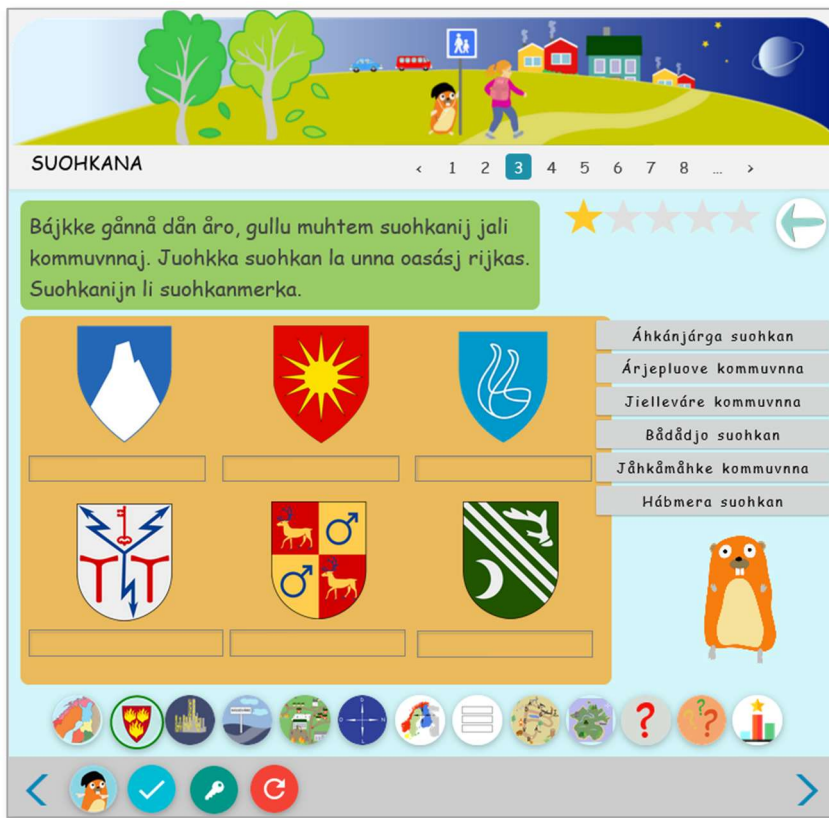 SUOHKANA
‹ 1 2 3 4 5 6 7 8 ... ›
Bájkke gånnå dån åro, gullu muhtem suohkanij jali
kommuvnnaj. Juohkka suohkan la unna oasásj rijkas.
Suohkanijn li suohkanmerka.
Áhkánjárga suohkan
Árjepluove kommuvnna
Jielleváre kommuvnna
Bådådjo suohkan
Jåhkåmåhke kommuvnna
Hábmera suohkan